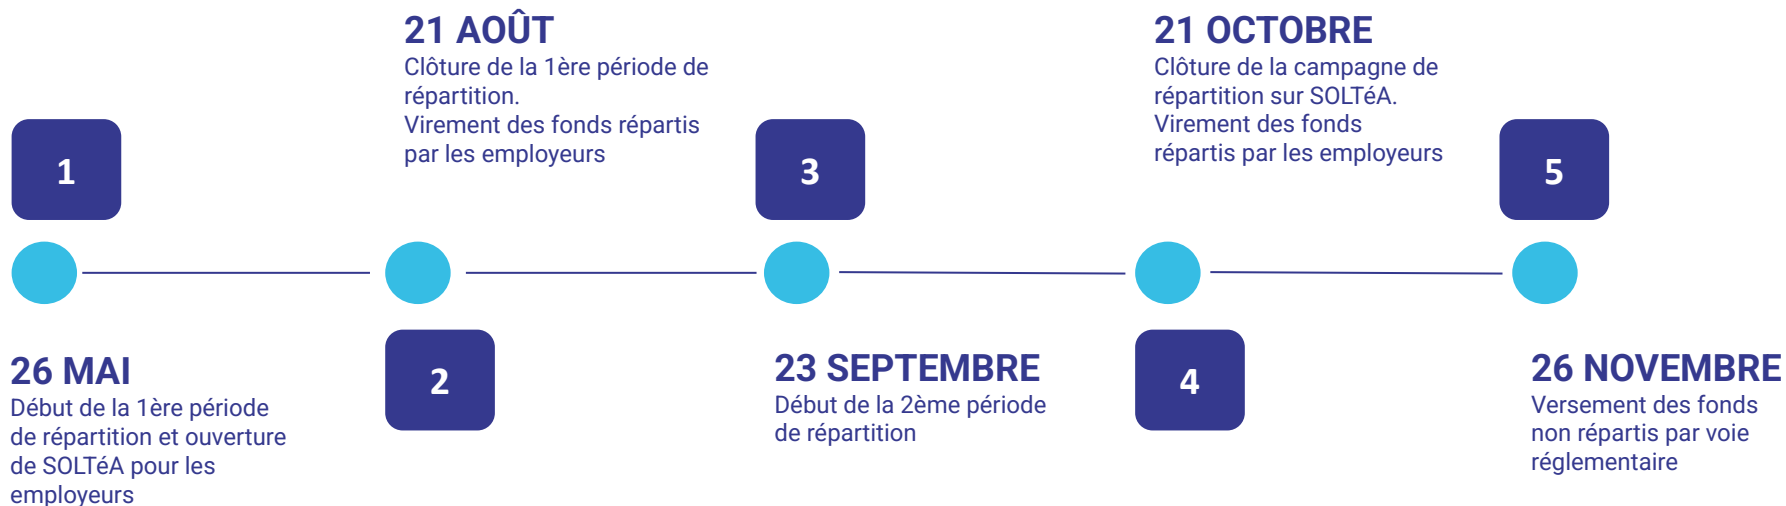 1
26 MAI
Début de la 1ère période
de répartition et ouverture
de SOLTéA pour les
employeurs
21 AOÛT
Clôture de la 1ère période de
répartition.
Virement des fonds répartis
par les employeurs
2
3
23 SEPTEMBRE
Début de la 2ème période
de répartition
21 OCTOBRE
Clôture de la campagne de
répartition sur SOLTéA.
Virement des fonds
répartis par les employeurs
4
5
26 NOVEMBRE
Versement des fonds
non répartis par voie
réglementaire